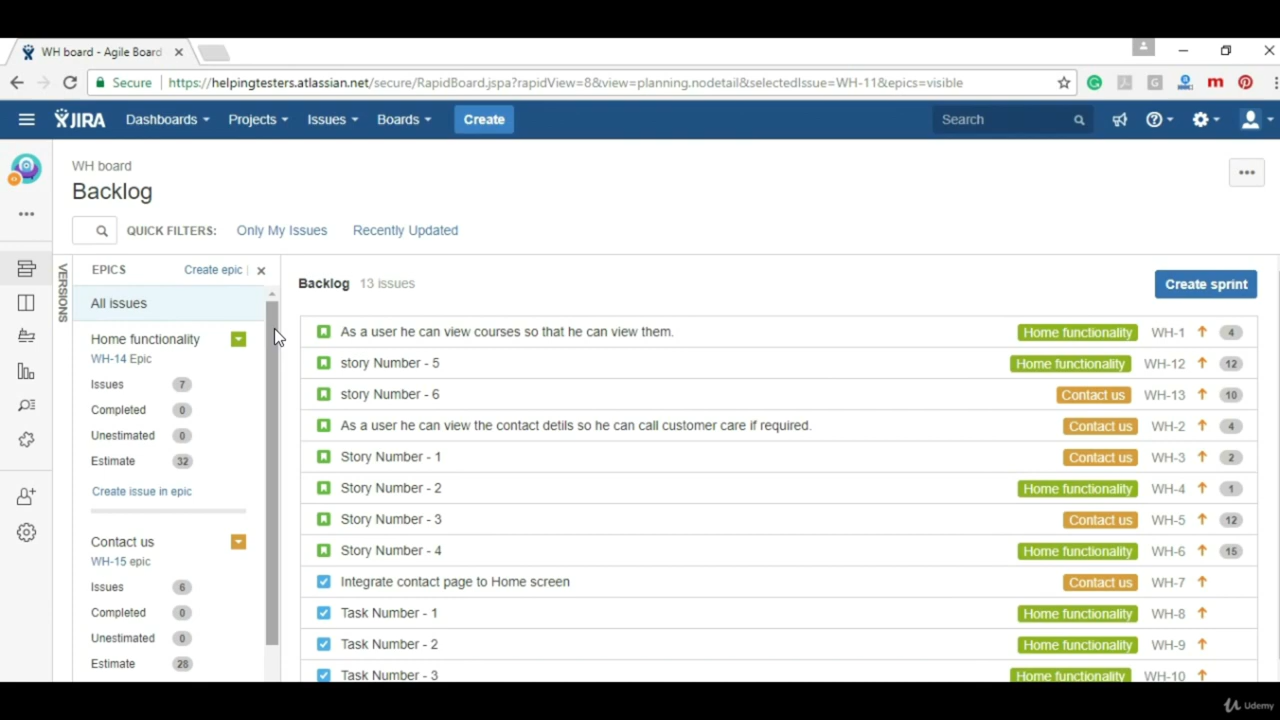 WH board - Agile Board
Secure https://helpingtesters.atlassian.net/secure/RapidBoard.jspa?rapidView=8&view=planning.nodetail&selectedIssue=WH-11&epics=visible
JIRA Dashboards Projects Issues Boards Create Search
WH board
Backlog
QUICK FILTERS: Only My Issues Recently Updated
VERSIONS
EPICS Create epic
All issues
Home functionality
WH-14 Epic
Issues 7
Completed 0
Unestimated 0
Estimate 32
Create issue in epic
Contact us
WH-15 epic
Issues 6
Completed 0
Unestimated 0
Estimate 28
Backlog 13 issues Create sprint
As a user he can view courses so that he can view them. Home functionality WH-1 4
story Number - 5 Home functionality WH-12 12
story Number - 6 Contact us WH-13 10
As a user he can view the contact detils so he can call customer care if required. Contact us WH-2 4
Story Number - 1 Contact us WH-3 2
Story Number - 2 Home functionality WH-4 1
Story Number - 3 Contact us WH-5 12
Story Number - 4 Home functionality WH-6 15
Integrate contact page to Home screen Contact us WH-7
Task Number - 1 Home functionality WH-8
Task Number - 2 Home functionality WH-9
Task Number - 3 Home functionality WH-10
Udemy